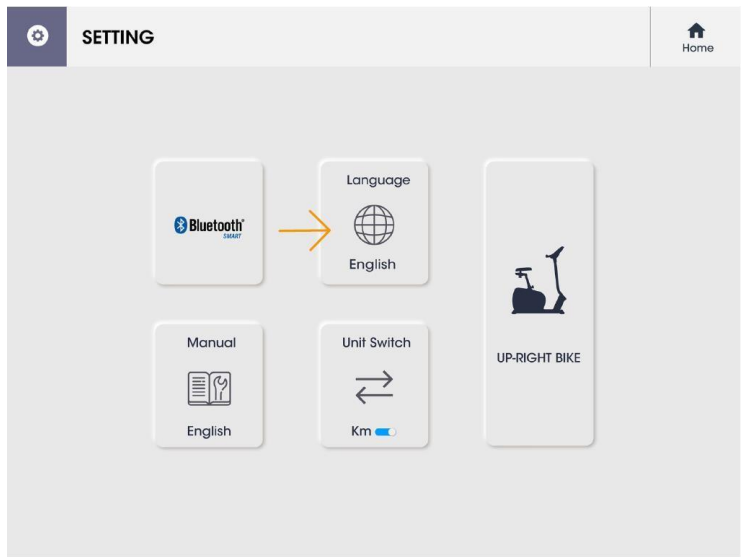 SETTING
Home
Bluetooth®
SMART
Language
English
Manual
English
Unit Switch
Km
UP-RIGHT BIKE